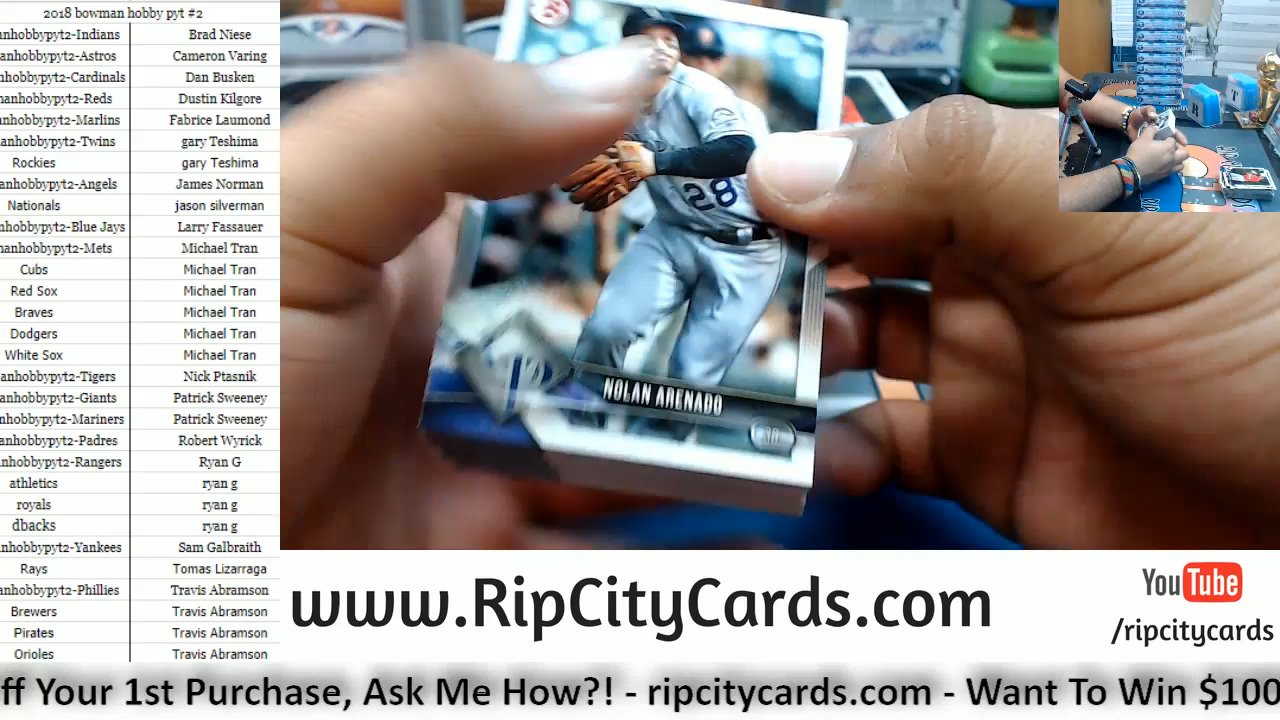 2018 bowman hobby pyt #2
nhobbypyt2-Indians Brad Niese
anhobbypyt2-Astros Cameron Varing
nhobbypyt2-Cardinals Dan Busken
manhobbypyt2-Reds Dustin Kilgore
anhobbypyt2-Marlins Fabrice Laumond
anhobbypyt2-Twins gary Teshima
Rockies gary Teshima
anhobbypyt2-Angels James Norman
Nationals jason silverman
nhobbypyt2-Blue Jays Larry Fassauer
manhobbypyt2-Mets Michael Tran
Cubs Michael Tran
Red Sox Michael Tran
Braves Michael Tran
Dodgers Michael Tran
White Sox Michael Tran
anhobbypyt2-Tigers Nick Ptasnik
anhobbypyt2-Giants Patrick Sweeney
nhobbypyt2-Mariners Patrick Sweeney
anhobbypyt2-Padres Robert Wyrick
nhobbypyt2-Rangers Ryan G
athletics ryan g
royals ryan g
dbacks ryan g
nhobbypyt2-Yankees Sam Galbraith
Rays Tomas Lizarraga
anhobbypyt2-Phillies Travis Abramson
Brewers Travis Abramson
Pirates Travis Abramson
Orioles Travis Abramson
28
NOLAN ARENADO
www.RipCityCards.com
YouTube
/ripcitycards
ff Your 1st Purchase, Ask Me How?! - ripcitycards.com - Want To Win $100